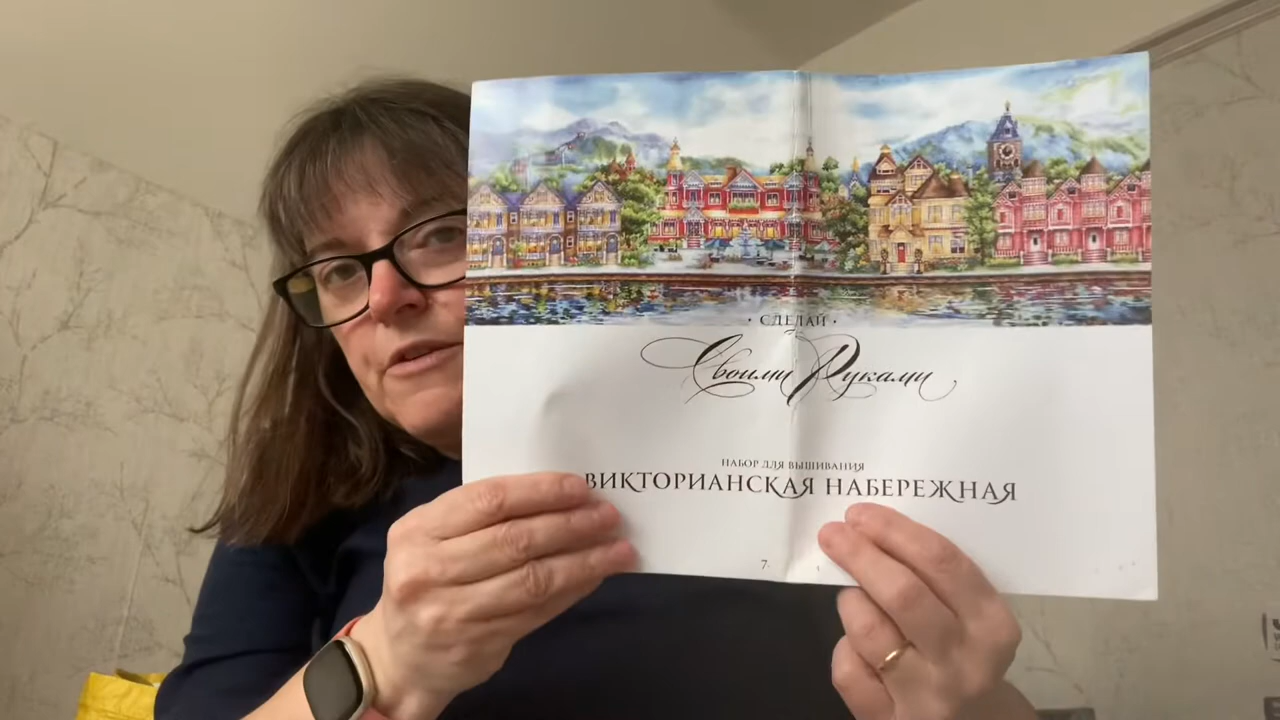 · СДЕЛАЙ ·
Своими Руками
НАБОР ДЛЯ ВЫШИВАНИЯ
ВИКТОРИАНСКАЯ НАБЕРЕЖНАЯ